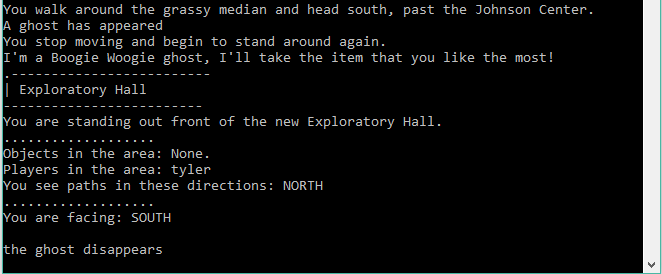 You walk around the grassy median and head south, past the Johnson Center.
A ghost has appeared
You stop moving and begin to stand around again.
I'm a Boogie Woogie ghost, I'll take the item that you like the most!
.-------------------------
| Exploratory Hall
-------------------------
You are standing out front of the new Exploratory Hall.
...................
Objects in the area: None.
Players in the area: tyler
You see paths in these directions: NORTH
...................
You are facing: SOUTH
the ghost disappears